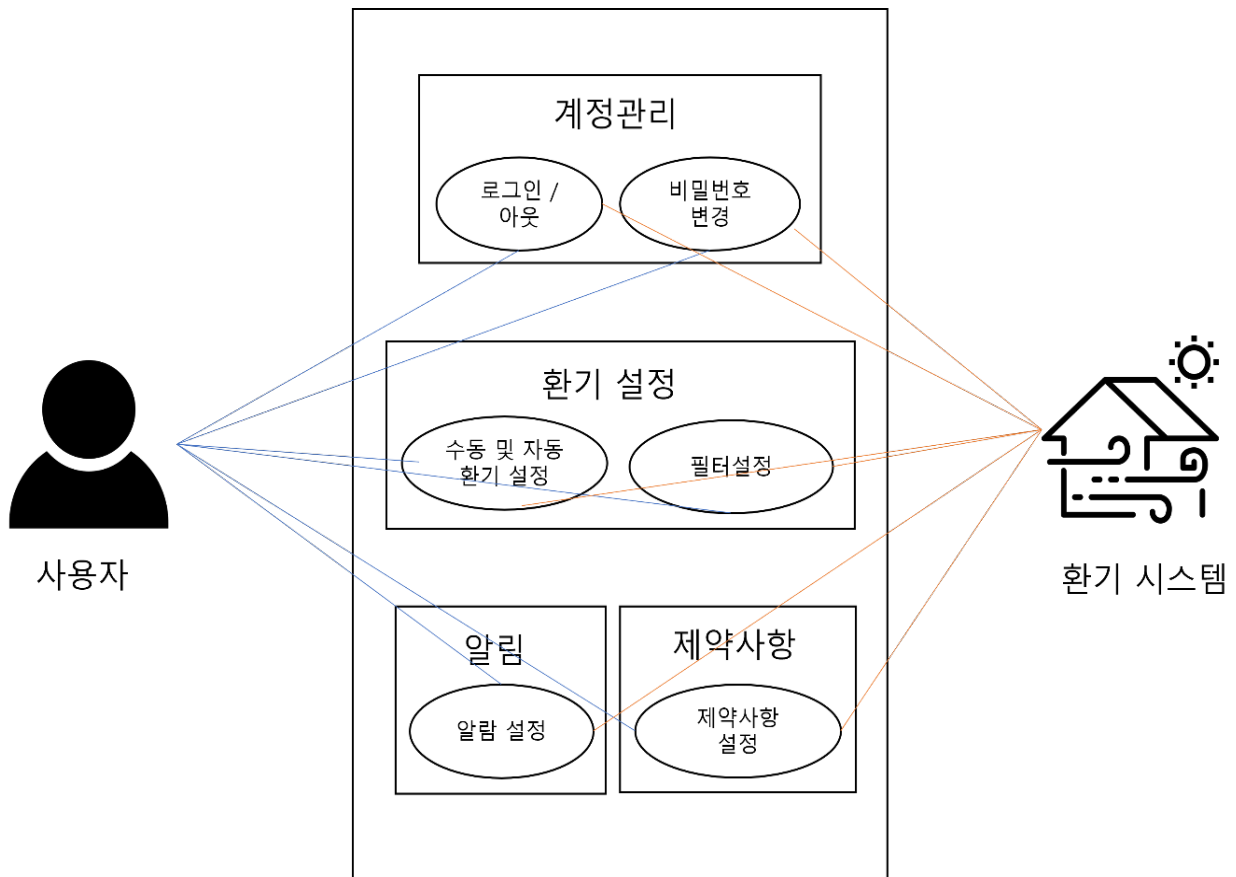 계정관리
로그인 /
아웃
비밀번호
변경
환기 설정
수동 및 자동
환기 설정
필터설정
사용자
환기 시스템
알림
제약사항
알람 설정
제약사항
설정